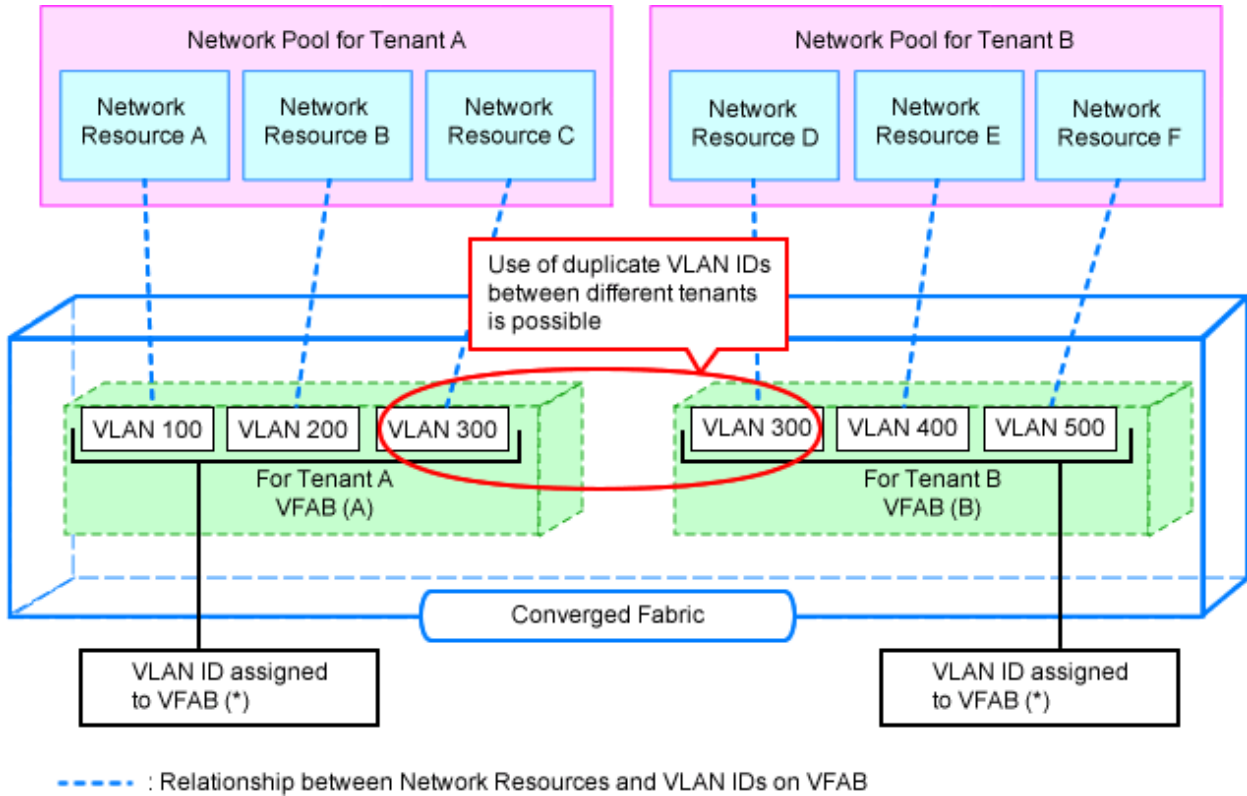 Network Pool for Tenant A
Network Pool for Tenant B
Network
Resource A
Network
Resource B
Network
Resource C
Network
Resource D
Network
Resource E
Network
Resource F
Use of duplicate VLAN IDs
between different tenants
is possible
VLAN 100
VLAN 200
VLAN 300
VLAN 300
VLAN 400
VLAN 500
For Tenant A
VFAB (A)
For Tenant B
VFAB (B)
Converged Fabric
VLAN ID assigned
to VFAB (*)
VLAN ID assigned
to VFAB (*)
: Relationship between Network Resources and VLAN IDs on VFAB